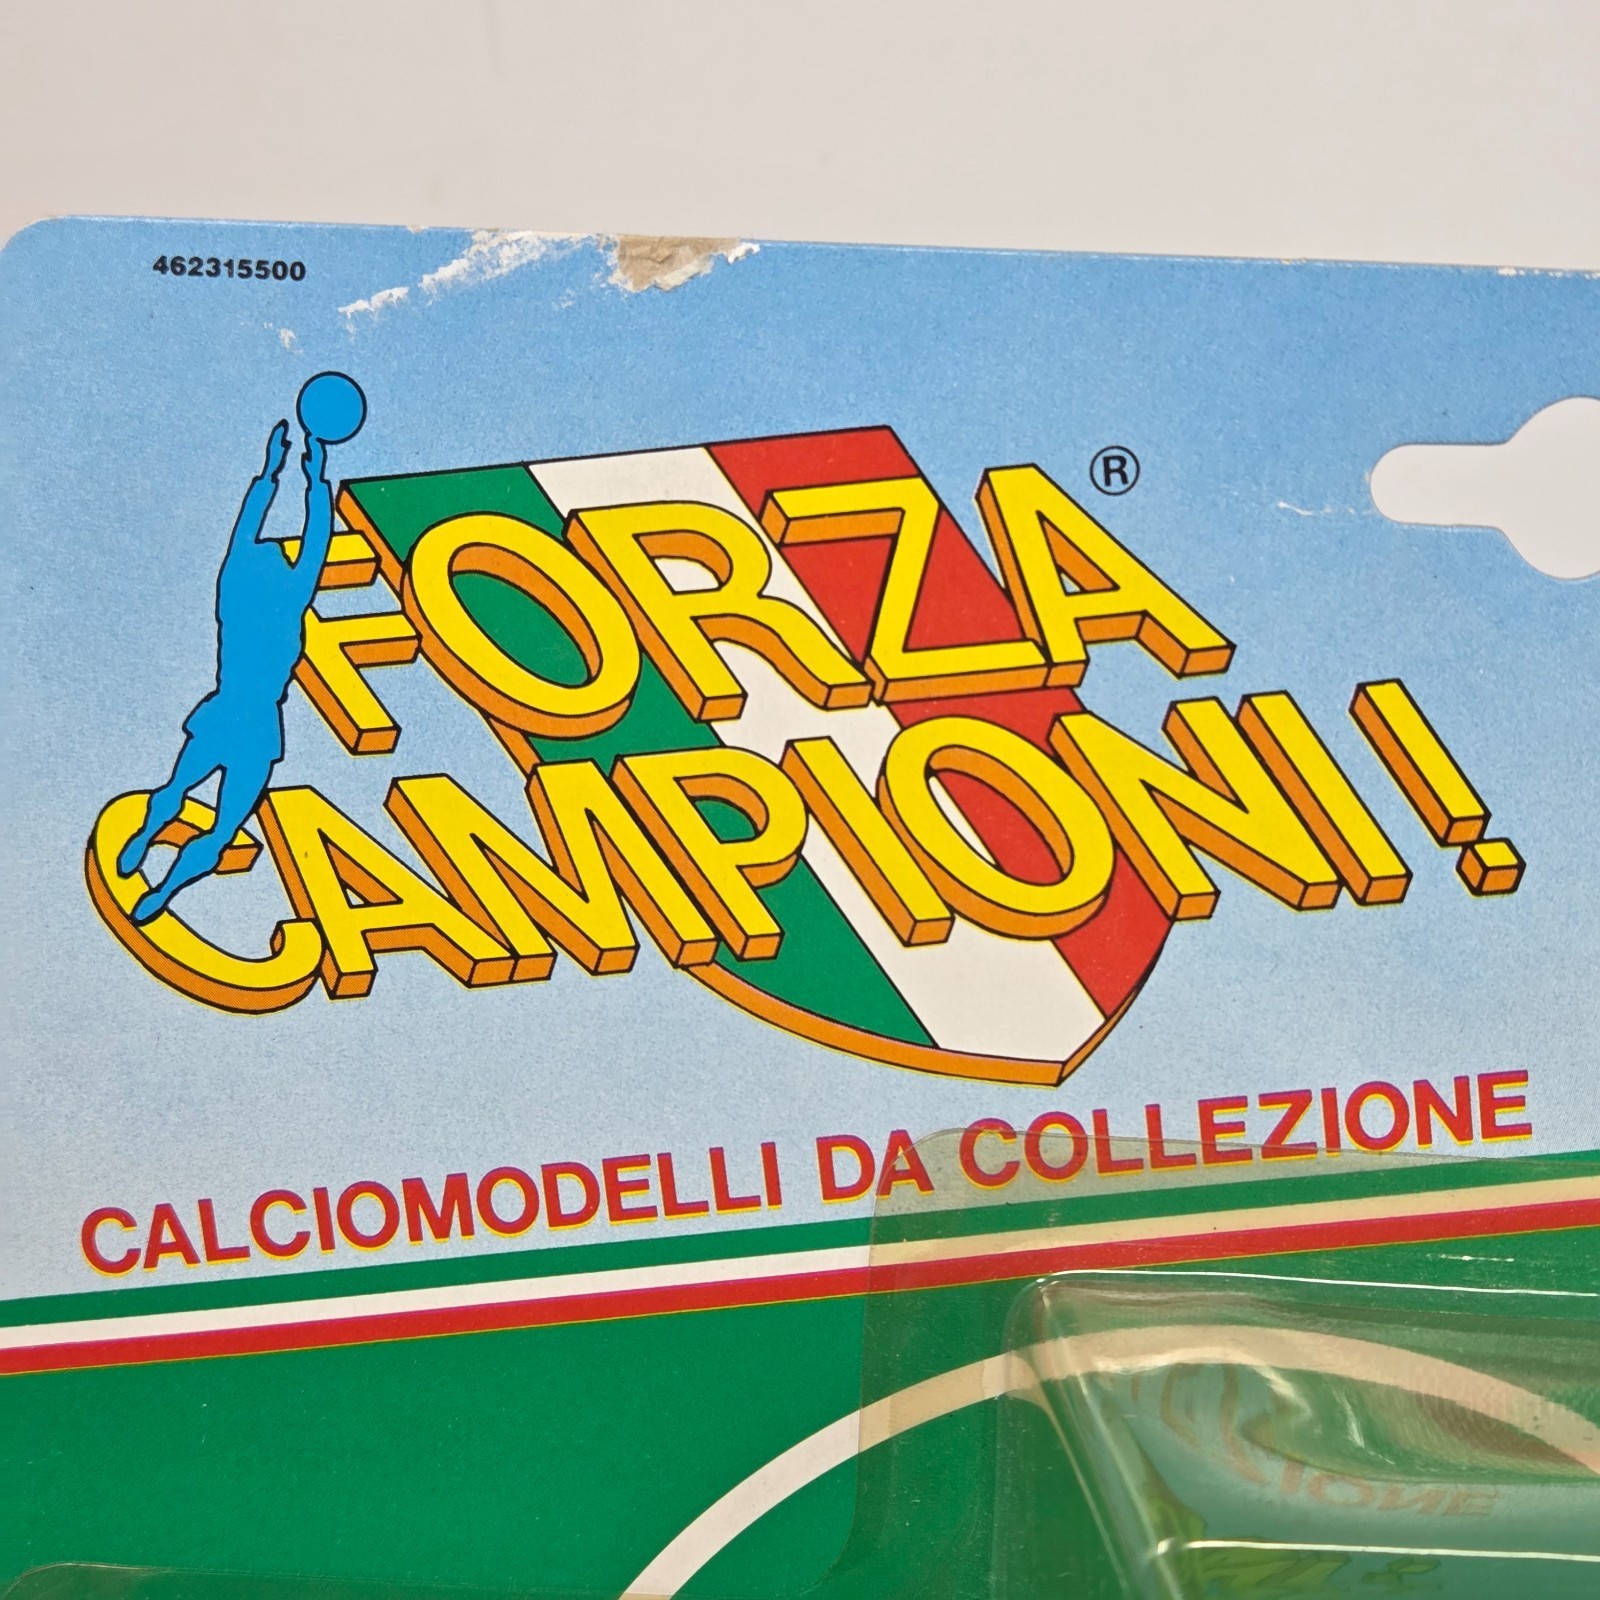 462315500
FORZA ®
CAMPIONI!
CALCIOMODELLI DA COLLEZIONE